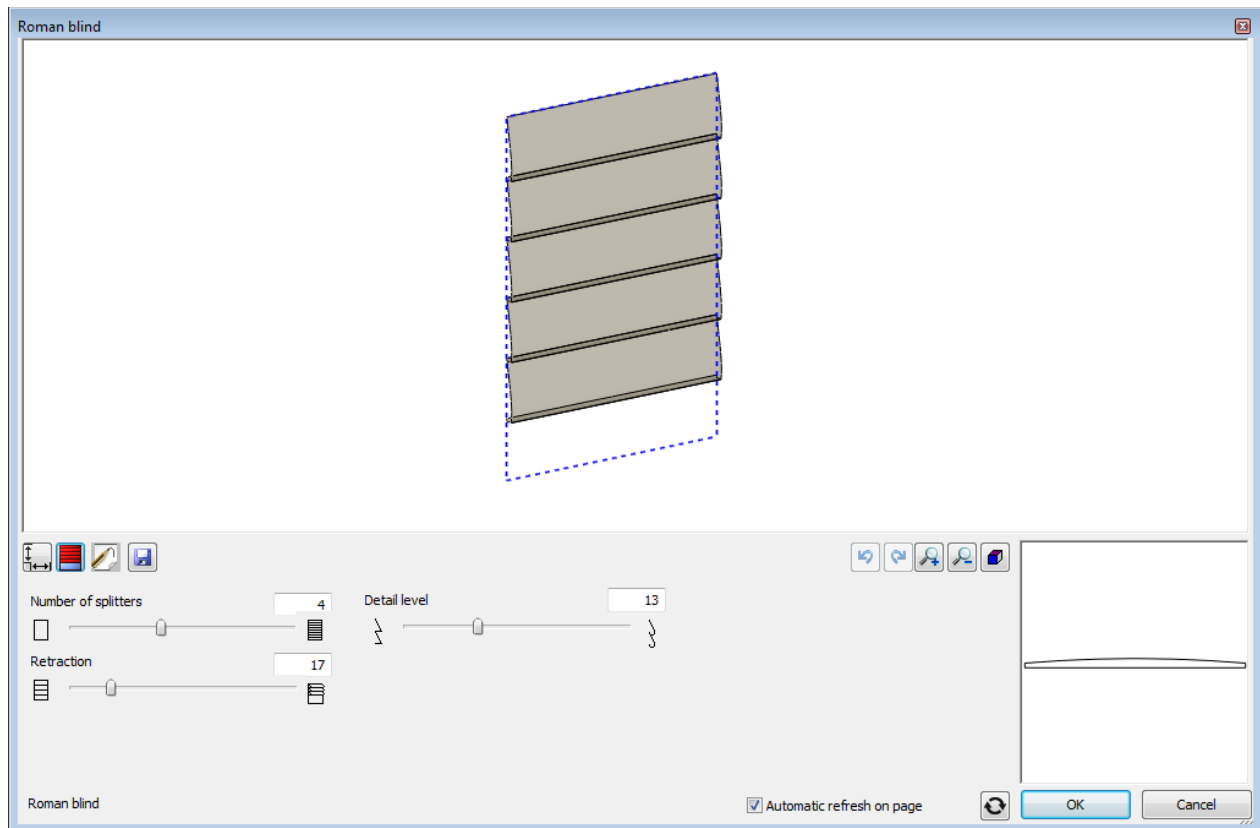 Roman blind
Number of splitters 4
Detail level 13
Retraction 17
Roman blind
Automatic refresh on page
OK
Cancel